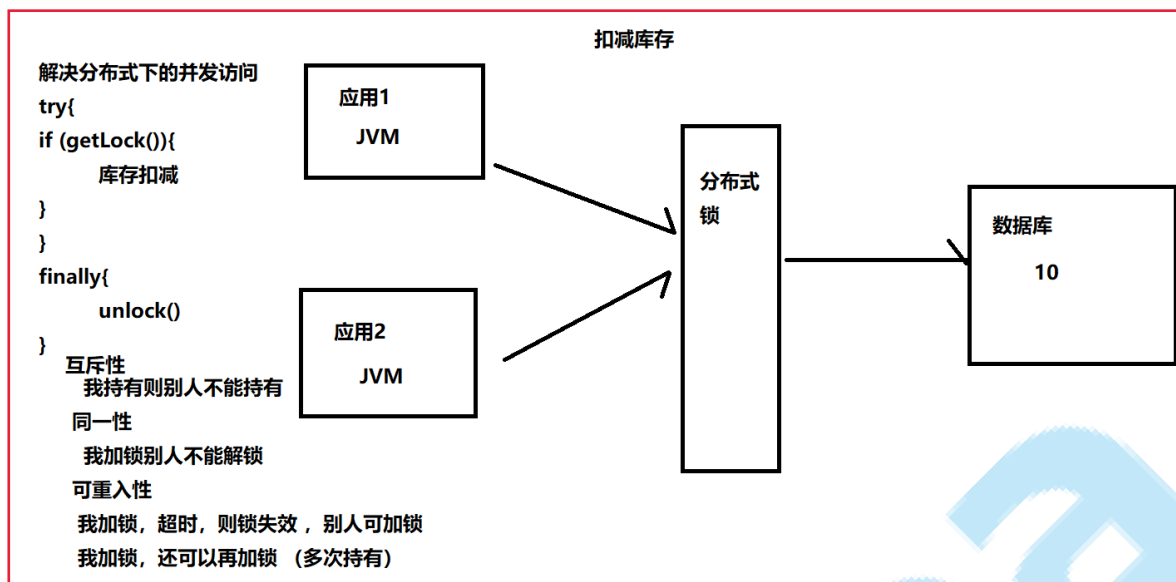 扣减库存
解决分布式下的并发访问
try{
if (getLock()){
库存扣减
}
}
finally{
unlock()
}
互斥性
我持有则别人不能持有
同一性
我加锁别人不能解锁
可重入性
我加锁，超时，则锁失效 ，别人可加锁
我加锁，还可以再加锁 （多次持有）
应用1
JVM
应用2
JVM
分布式
锁
数据库
10